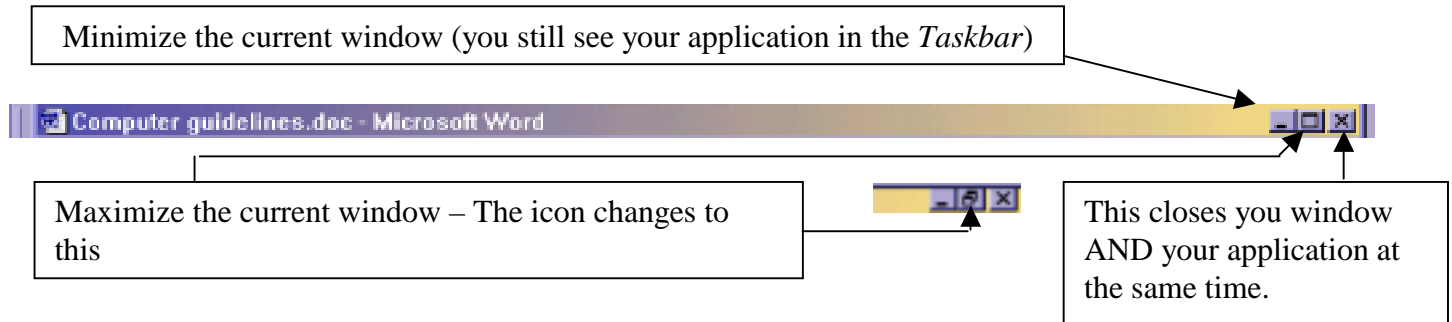 Minimize the current window (you still see your application in the Taskbar)
Computer guidelines.doc - Microsoft Word
Maximize the current window – The icon changes to
this
This closes you window
AND your application at
the same time.